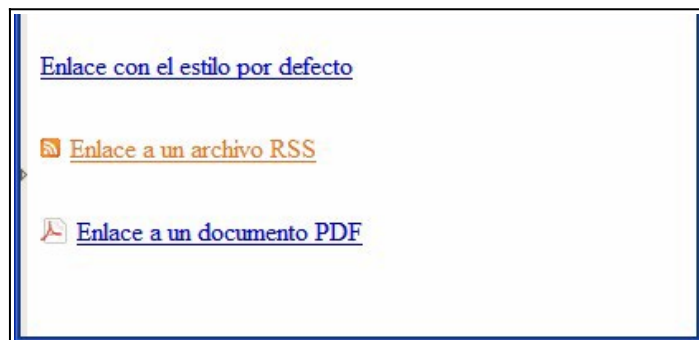 Enlace con el estilo por defecto
Enlace a un archivo RSS
Enlace a un documento PDF